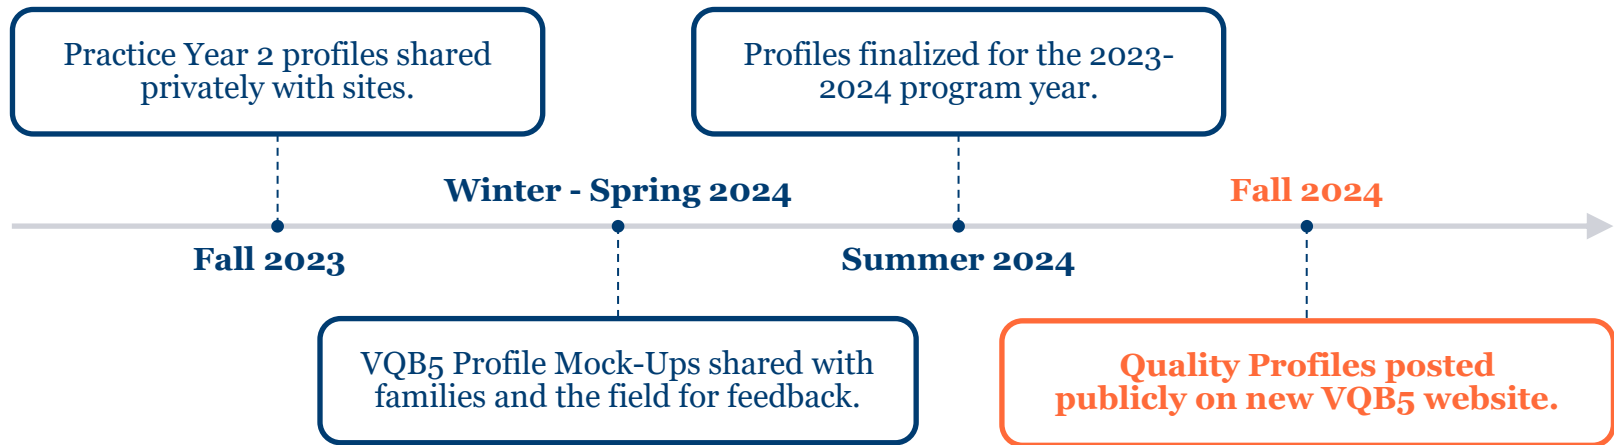 Practice Year 2 profiles shared
privately with sites.
Profiles finalized for the 2023-
2024 program year.
Winter - Spring 2024
Fall 2024
Fall 2023
Summer 2024
VQB5 Profile Mock-Ups shared with
families and the field for feedback.
Quality Profiles posted
publicly on new VQB5 website.